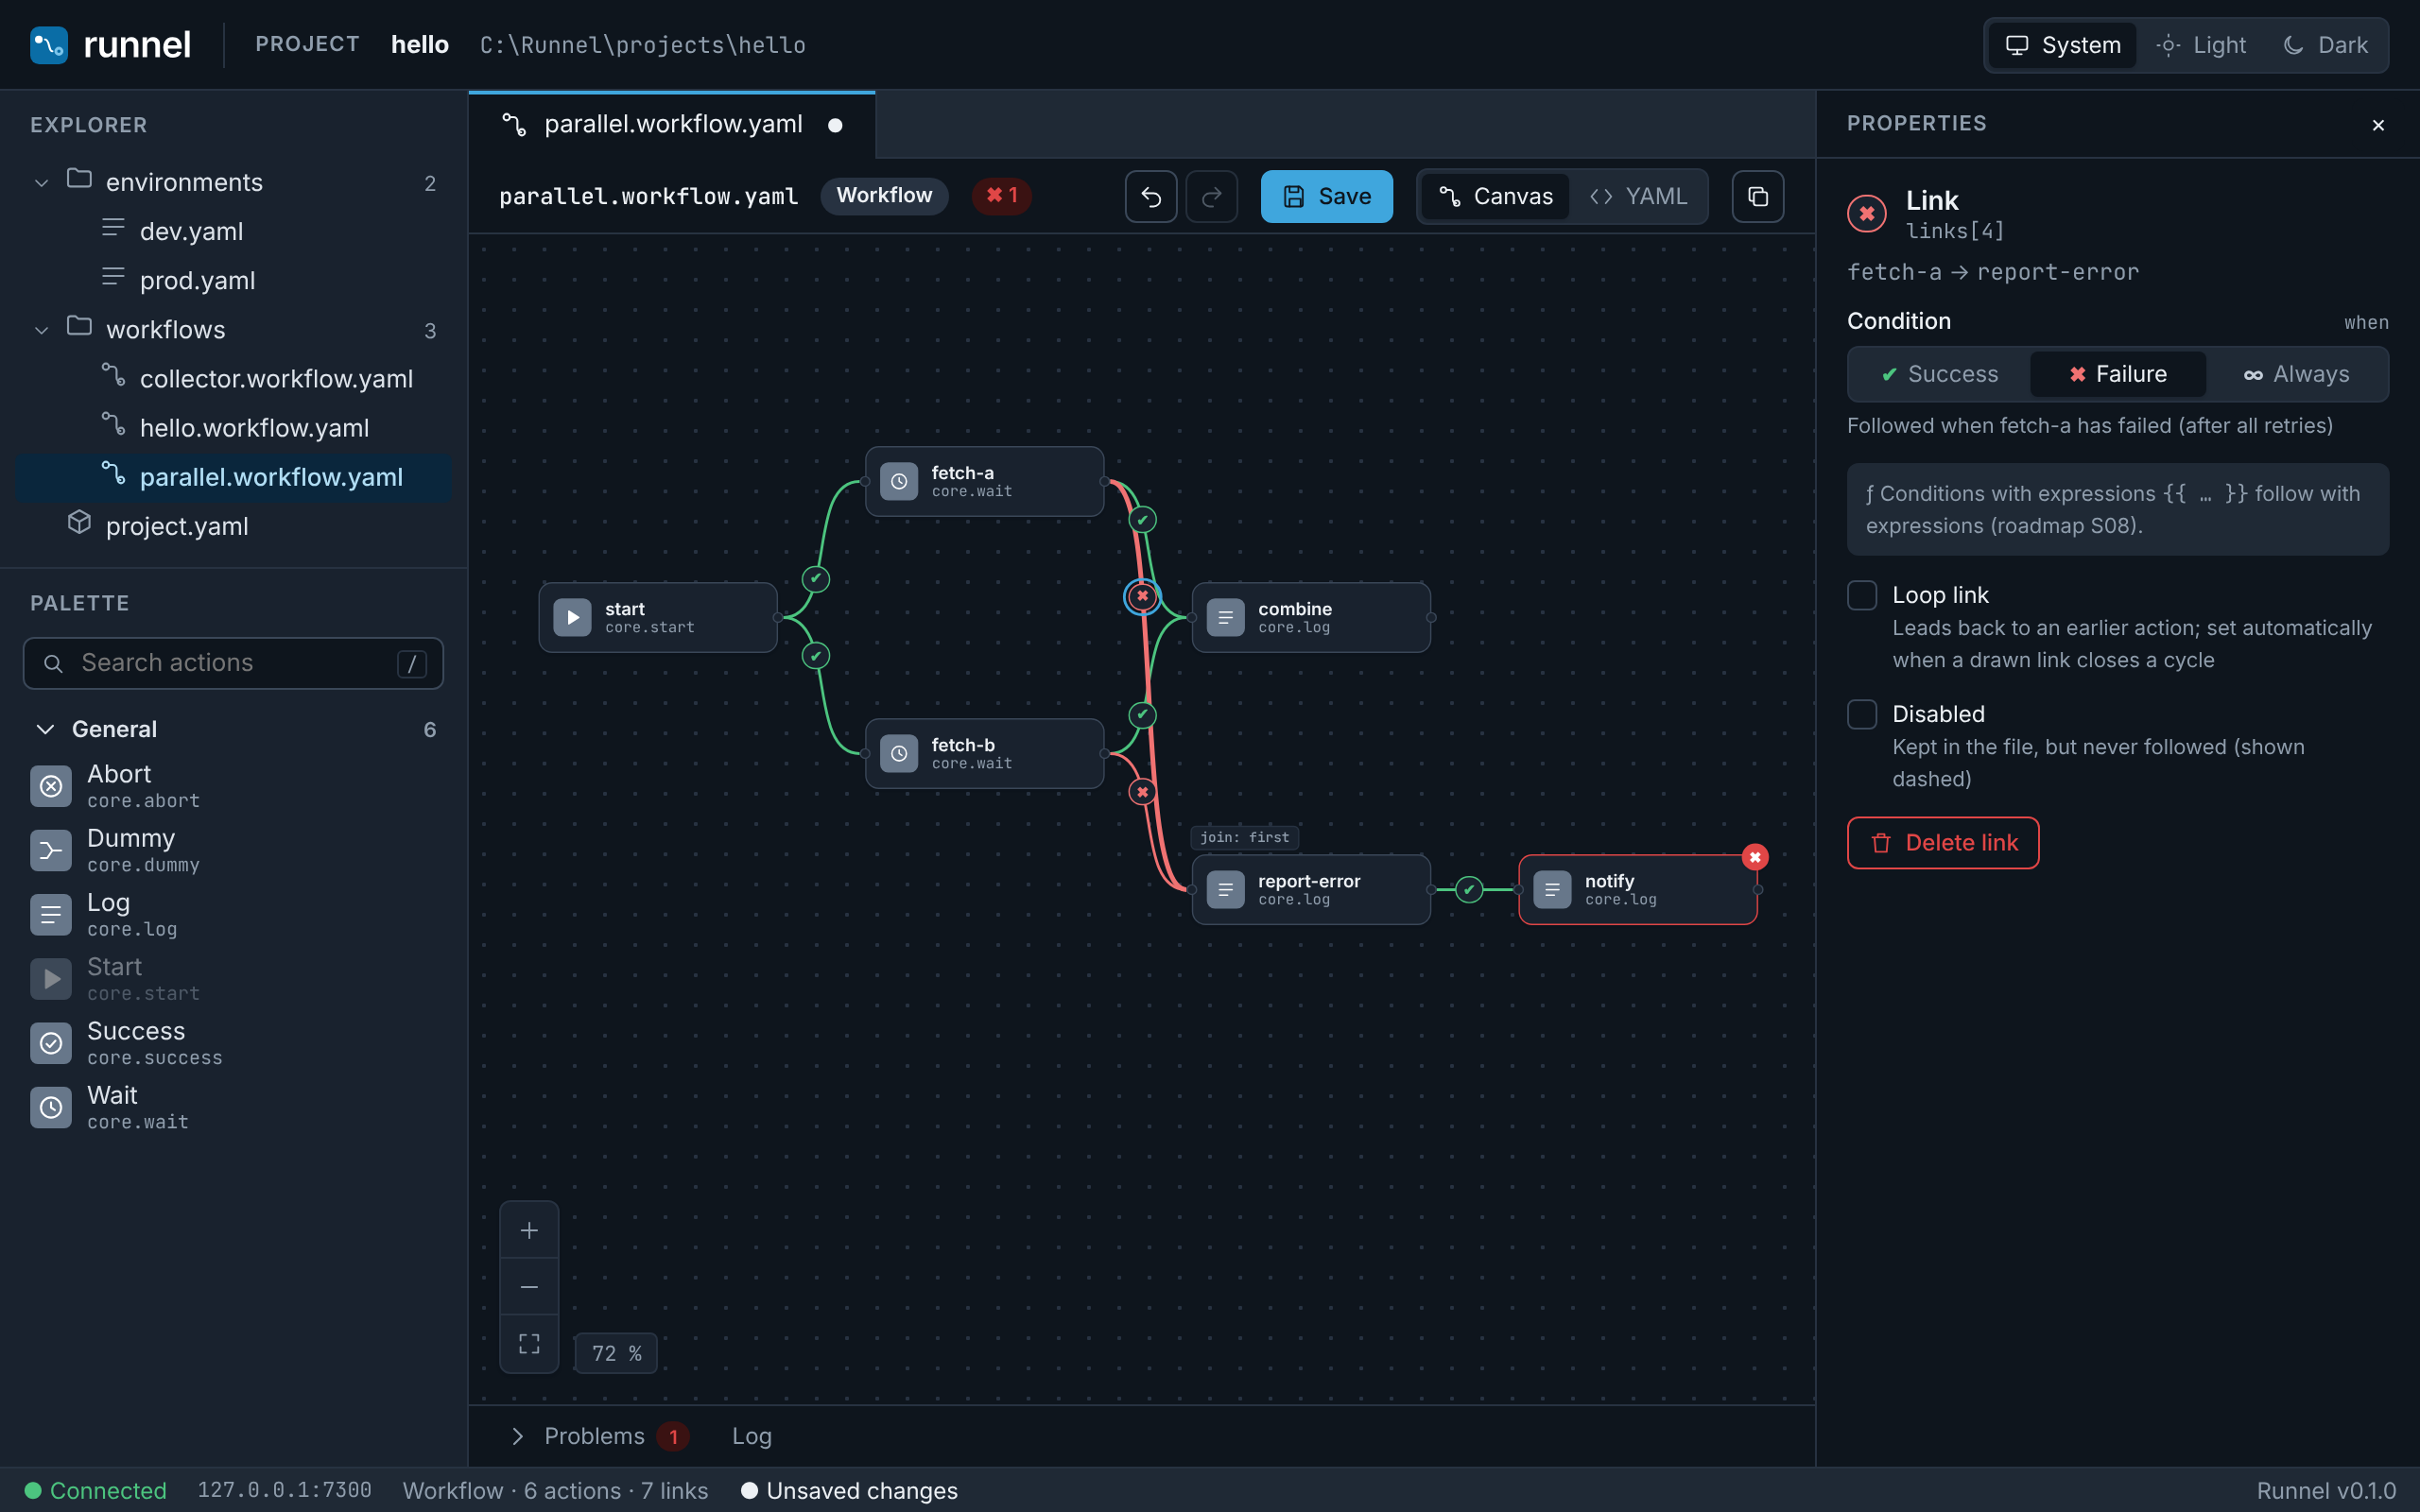 runnel
PROJECT hello C:\Runnel\projects\hello
System Light Dark
EXPLORER
environments 2
dev.yaml
prod.yaml
workflows 3
collector.workflow.yaml
hello.workflow.yaml
parallel.workflow.yaml
project.yaml
PALETTE
Search actions /
General 6
Abort
core.abort
Dummy
core.dummy
Log
core.log
Start
core.start
Success
core.success
Wait
core.wait
parallel.workflow.yaml
parallel.workflow.yaml Workflow 1
Save Canvas YAML
fetch-a
core.wait
start
core.start
combine
core.log
fetch-b
core.wait
join: first
report-error
core.log
notify
core.log
72 %
Problems 1 Log
PROPERTIES
Link
links[4]
fetch-a → report-error
Condition when
Success Failure Always
Followed when fetch-a has failed (after all retries)
ƒ Conditions with expressions {{ … }} follow with
expressions (roadmap S08).
Loop link
Leads back to an earlier action; set automatically
when a drawn link closes a cycle
Disabled
Kept in the file, but never followed (shown
dashed)
Delete link
Connected 127.0.0.1:7300 Workflow · 6 actions · 7 links Unsaved changes
Runnel v0.1.0